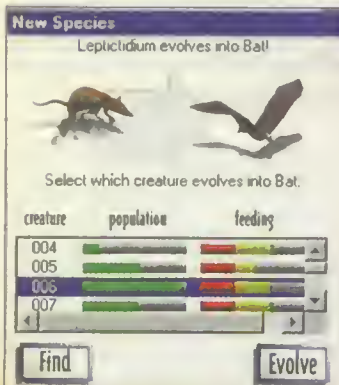 New Species
Leptictidium evolves into Bat!
Select which creature evolves into Bat.
creature population feeding
004
005
006
007
Find Evolve